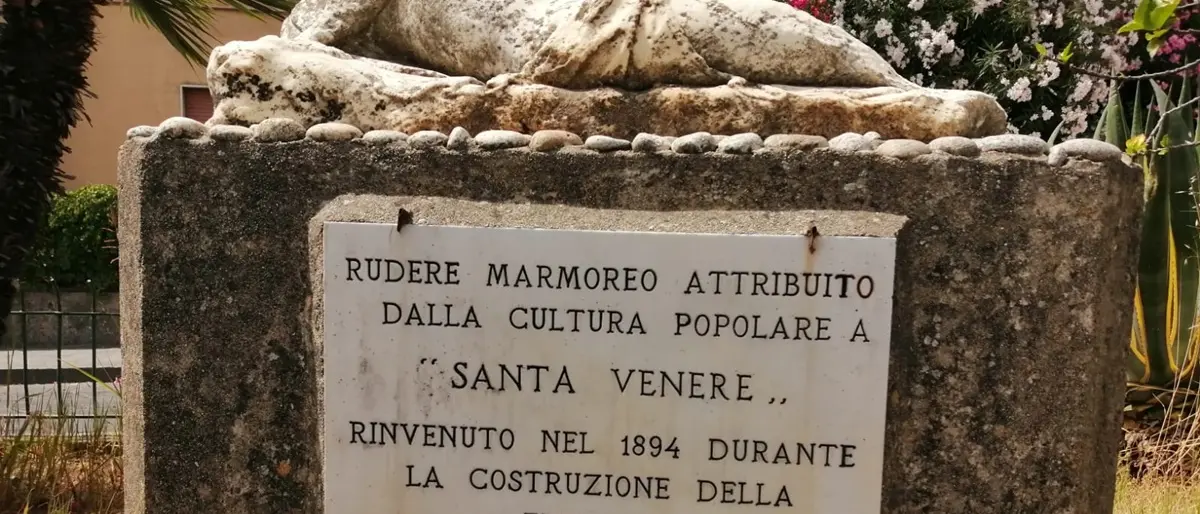 RUDERE MARMOREO ATTRIBUITO
DALLA CULTURA POPOLARE A
“SANTA VENERE„
RINVENUTO NEL 1894 DURANTE
LA COSTRUZIONE DELLA